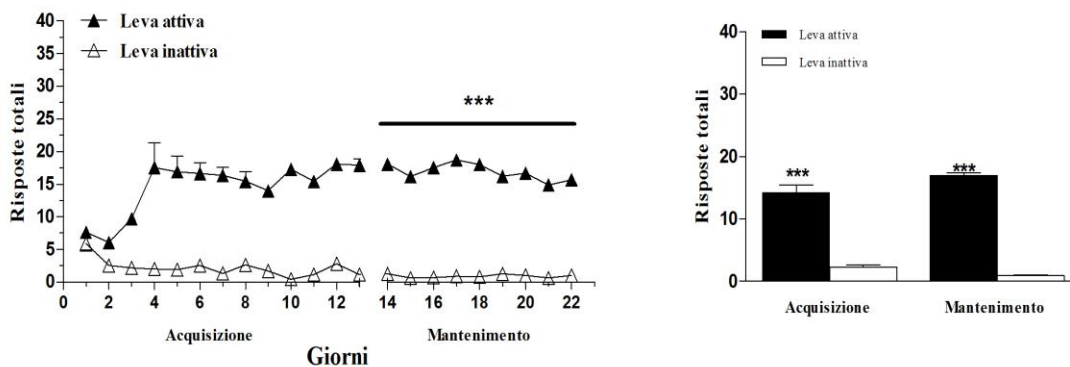 Leva attiva
Leva inattiva
Risposte totali
40
35
30
25
20
15
10
5
0
***
0 2 4 6 8 10 12 14 16 18 20 22
Acquisizione Mantenimento
Giorni
Leva attiva
Leva inattiva
Risposte totali
40
30
20
10
0
*** ***
Acquisizione Mantenimento